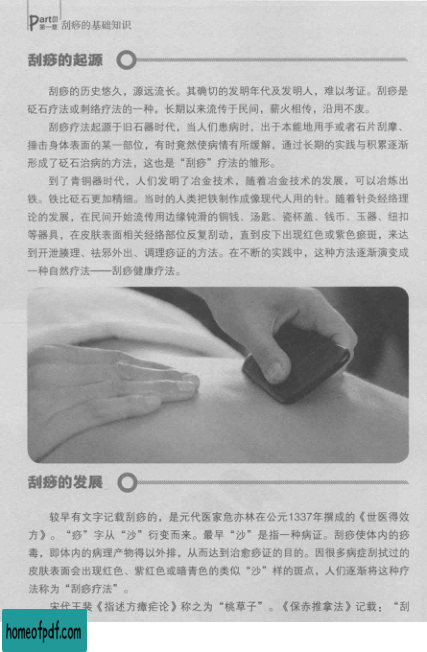 Part 01
第一章 刮痧的基础知识
刮痧的起源
刮痧的历史悠久，源远流长。其确切的发明年代及发明人，难以考证。刮痧是
砭石疗法或刺络疗法的一种，长期以来流传于民间，薪火相传，沿用不废。
刮痧疗法起源于旧石器时代，当人们患病时，出于本能地用手或者石片刮摩、
撞击身体表面的某一部位，有时竟然使病情有所缓解，通过长期的实践与积累逐渐
形成了砭石治病的方法，这也是“刮痧”疗法的雏形。
到了青铜器时代，人们发明了冶金技术，随着冶金技术的发展，可以冶炼出
铁。铁比砭石更加精细。当时的人类把铁制作成像现代人用的针。随着针灸经络理
论的发展，在民间开始流传用边缘钝滑的铜钱、汤匙、瓷杯盖、钱币、玉器、纽扣
等器具，在皮肤表面相关经络部位反复刮动，直到皮下出现红色或紫色瘀斑，来达
到开泄腠理、祛邪外出、调理痧证的方法。在不断的实践中，这种方法逐渐演变成
一种自然疗法——刮痧健康疗法。
刮痧的发展
较早有文字记载刮痧的，是元代医家危亦林在公元1337年撰成的《世医得效
方》。“痧”字从“沙”衍变而来。最早“沙”是指一种病证。刮痧使体内的痧
毒，即体内的病理产物得以外排，从而达到治愈痧证的目的。因很多病症刮拭过的
皮肤表面会出现红色、紫红色或暗青色的类似“沙”样的斑点，人们逐渐将这种疗
法称为“刮痧疗法”。
宋代王裴《指述方瘴疟论》称之为“桃草子”。《保赤推拿法》记载：“刮
homeofpdf.com